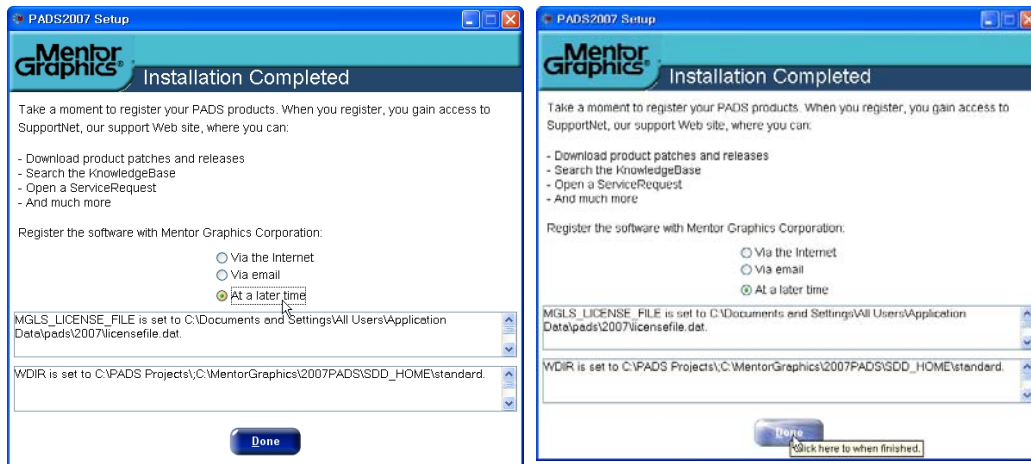 PADS2007 Setup
Mentor
Graphics®
Installation Completed
Take a moment to register your PADS products. When you register, you gain access to
SupportNet, our support Web site, where you can:
- Download product patches and releases
- Search the KnowledgeBase
- Open a ServiceRequest
- And much more
Register the software with Mentor Graphics Corporation:
Via the Internet
Via email
At a later time
MGLS_LICENSE_FILE is set to C:\Documents and Settings\All Users\Application
Data\pads\2007\licensefile.dat.
WDIR is set to C:\PADS Projects\;C:\MentorGraphics\2007PADS\SDD_HOME\standard.
Done
PADS2007 Setup
Mentor
Graphics®
Installation Completed
Take a moment to register your PADS products. When you register, you gain access to
SupportNet, our support Web site, where you can:
- Download product patches and releases
- Search the KnowledgeBase
- Open a ServiceRequest
- And much more
Register the software with Mentor Graphics Corporation:
Via the Internet
Via email
At a later time
MGLS_LICENSE_FILE is set to C:\Documents and Settings\All Users\Application
Data\pads\2007\licensefile.dat.
WDIR is set to C:\PADS Projects\;C:\MentorGraphics\2007PADS\SDD_HOME\standard.
Done
Click here to when finished.